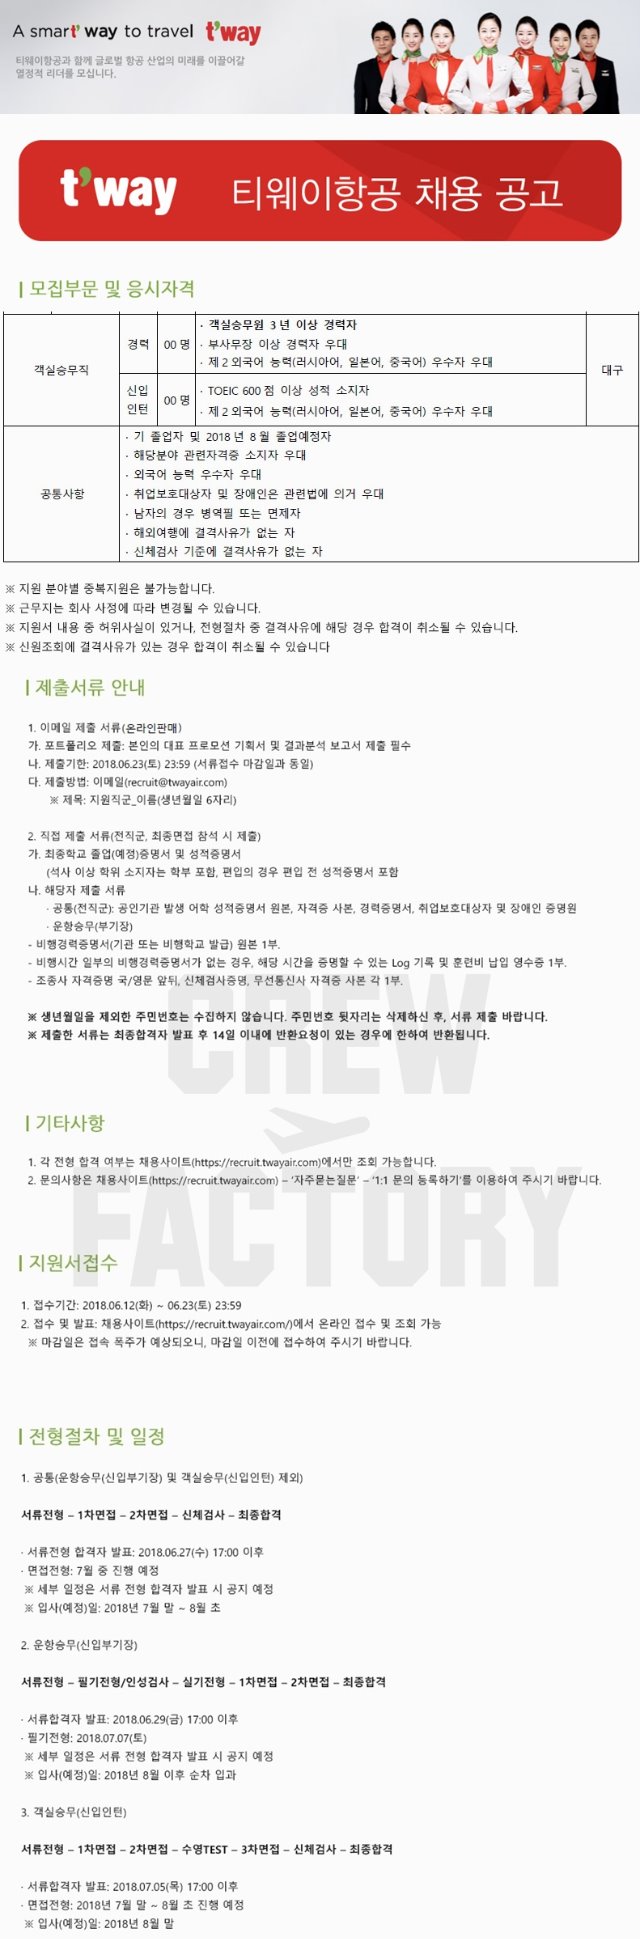 A smart' way to travel t'way
티웨이항공과 함께 글로벌 항공 산업의 미래를 이끌어갈
열정적 리더를 모십니다.
t'way 티웨이항공 채용 공고
모집부문 및 응시자격
객실승무직
경력
00 명
· 객실승무원 3 년 이상 경력자
· 부사무장 이상 경력자 우대
· 제 2 외국어 능력(러시아어, 일본어, 중국어) 우수자 우대
대구
신입
인턴
00 명
· TOEIC 600 점 이상 성적 소지자
· 제 2 외국어 능력(러시아어, 일본어, 중국어) 우수자 우대
공통사항
· 기 졸업자 및 2018 년 8 월 졸업예정자
· 해당분야 관련자격증 소지자 우대
· 외국어 능력 우수자 우대
· 취업보호대상자 및 장애인은 관련법에 의거 우대
· 남자의 경우 병역필 또는 면제자
· 해외여행에 결격사유가 없는 자
· 신체검사 기준에 결격사유가 없는 자
※ 지원 분야별 중복지원은 불가능합니다.
※ 근무지는 회사 사정에 따라 변경될 수 있습니다.
※ 지원서 내용 중 허위사실이 있거나, 전형절차 중 결격사유에 해당 경우 합격이 취소될 수 있습니다.
※ 신원조회에 결격사유가 있는 경우 합격이 취소될 수 있습니다
제출서류 안내
1. 이메일 제출 서류(온라인판매)
가. 포트폴리오 제출: 본인의 대표 프로모션 기획서 및 결과분석 보고서 제출 필수
나. 제출기한: 2018.06.23(토) 23:59 (서류접수 마감일과 동일)
다. 제출방법: 이메일(recruit@twayair.com)
※ 제목: 지원직군_이름(생년월일 6자리)
2. 직접 제출 서류(전직군, 최종면접 참석 시 제출)
가. 최종학교 졸업(예정)증명서 및 성적증명서
(석사 이상 학위 소지자는 학부 포함, 편입의 경우 편입 전 성적증명서 포함
나. 해당자 제출 서류
· 공통(전직군): 공인기관 발생 어학 성적증명서 원본, 자격증 사본, 경력증명서, 취업보호대상자 및 장애인 증명원
· 운항승무(부기장)
- 비행경력증명서(기관 또는 비행학교 발급) 원본 1부.
- 비행시간 일부의 비행경력증명서가 없는 경우, 해당 시간을 증명할 수 있는 Log 기록 및 훈련비 납입 영수증 1부.
- 조종사 자격증명 국/영문 앞뒤, 신체검사증명, 무선통신사 자격증 사본 각 1부.
※ 생년월일을 제외한 주민번호는 수집하지 않습니다. 주민번호 뒷자리는 삭제하신 후, 서류 제출 바랍니다.
※ 제출한 서류는 최종합격자 발표 후 14일 이내에 반환요청이 있는 경우에 한하여 반환됩니다.
CREW
기타사항
1. 각 전형 합격 여부는 채용사이트(https://recruit.twayair.com)에서만 조회 가능합니다.
2. 문의사항은 채용사이트(https://recruit.twayair.com) – '자주묻는질문' – '1:1 문의 등록하기'를 이용하여 주시기 바랍니다.
FACTORY
지원서접수
1. 접수기간: 2018.06.12(화) ~ 06.23(토) 23:59
2. 접수 및 발표: 채용사이트(https://recruit.twayair.com/)에서 온라인 접수 및 조회 가능
※ 마감일은 접속 폭주가 예상되오니, 마감일 이전에 접수하여 주시기 바랍니다.
전형절차 및 일정
1. 공통(운항승무(신입부기장) 및 객실승무(신입인턴) 제외)
서류전형 – 1차면접 – 2차면접 – 신체검사 – 최종합격
· 서류전형 합격자 발표: 2018.06.27(수) 17:00 이후
· 면접전형: 7월 중 진행 예정
※ 세부 일정은 서류 전형 합격자 발표 시 공지 예정
※ 입사(예정)일: 2018년 7월 말 ~ 8월 초
2. 운항승무(신입부기장)
서류전형 – 필기전형/인성검사 – 실기전형 – 1차면접 – 2차면접 – 최종합격
· 서류합격자 발표: 2018.06.29(금) 17:00 이후
· 필기전형: 2018.07.07(토)
※ 세부 일정은 서류 전형 합격자 발표 시 공지 예정
※ 입사(예정)일: 2018년 8월 이후 순차 입과
3. 객실승무(신입인턴)
서류전형 – 1차면접 – 2차면접 – 수영TEST – 3차면접 – 신체검사 – 최종합격
· 서류합격자 발표: 2018.07.05(목) 17:00 이후
· 면접전형: 2018년 7월 말 ~ 8월 초 진행 예정
※ 입사(예정)일: 2018년 8월 말